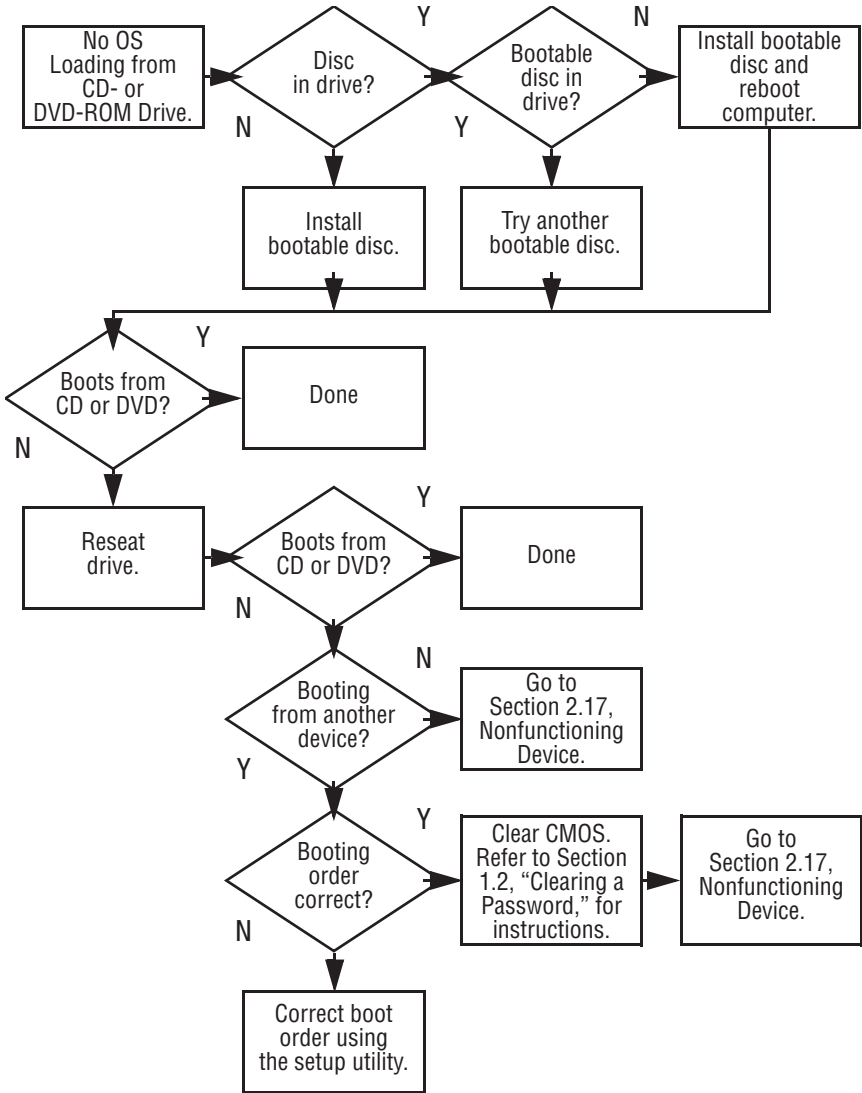 No OS
Loading from
CD- or
DVD-ROM Drive.
Disc
in drive?
Y
N
Bootable
disc in
drive?
N
Y
Install bootable
disc and
reboot
computer.
Install
bootable disc.
Try another
bootable disc.
Boots from
CD or DVD?
Y
N
Done
Reseat
drive.
Boots from
CD or DVD?
Y
N
Done
Booting
from another
device?
N
Y
Go to
Section 2.17,
Nonfunctioning
Device.
Booting
order
correct?
Y
N
Clear CMOS.
Refer to Section
1.2, “Clearing a
Password,” for
instructions.
Go to
Section 2.17,
Nonfunctioning
Device.
Correct boot
order using
the setup utility.